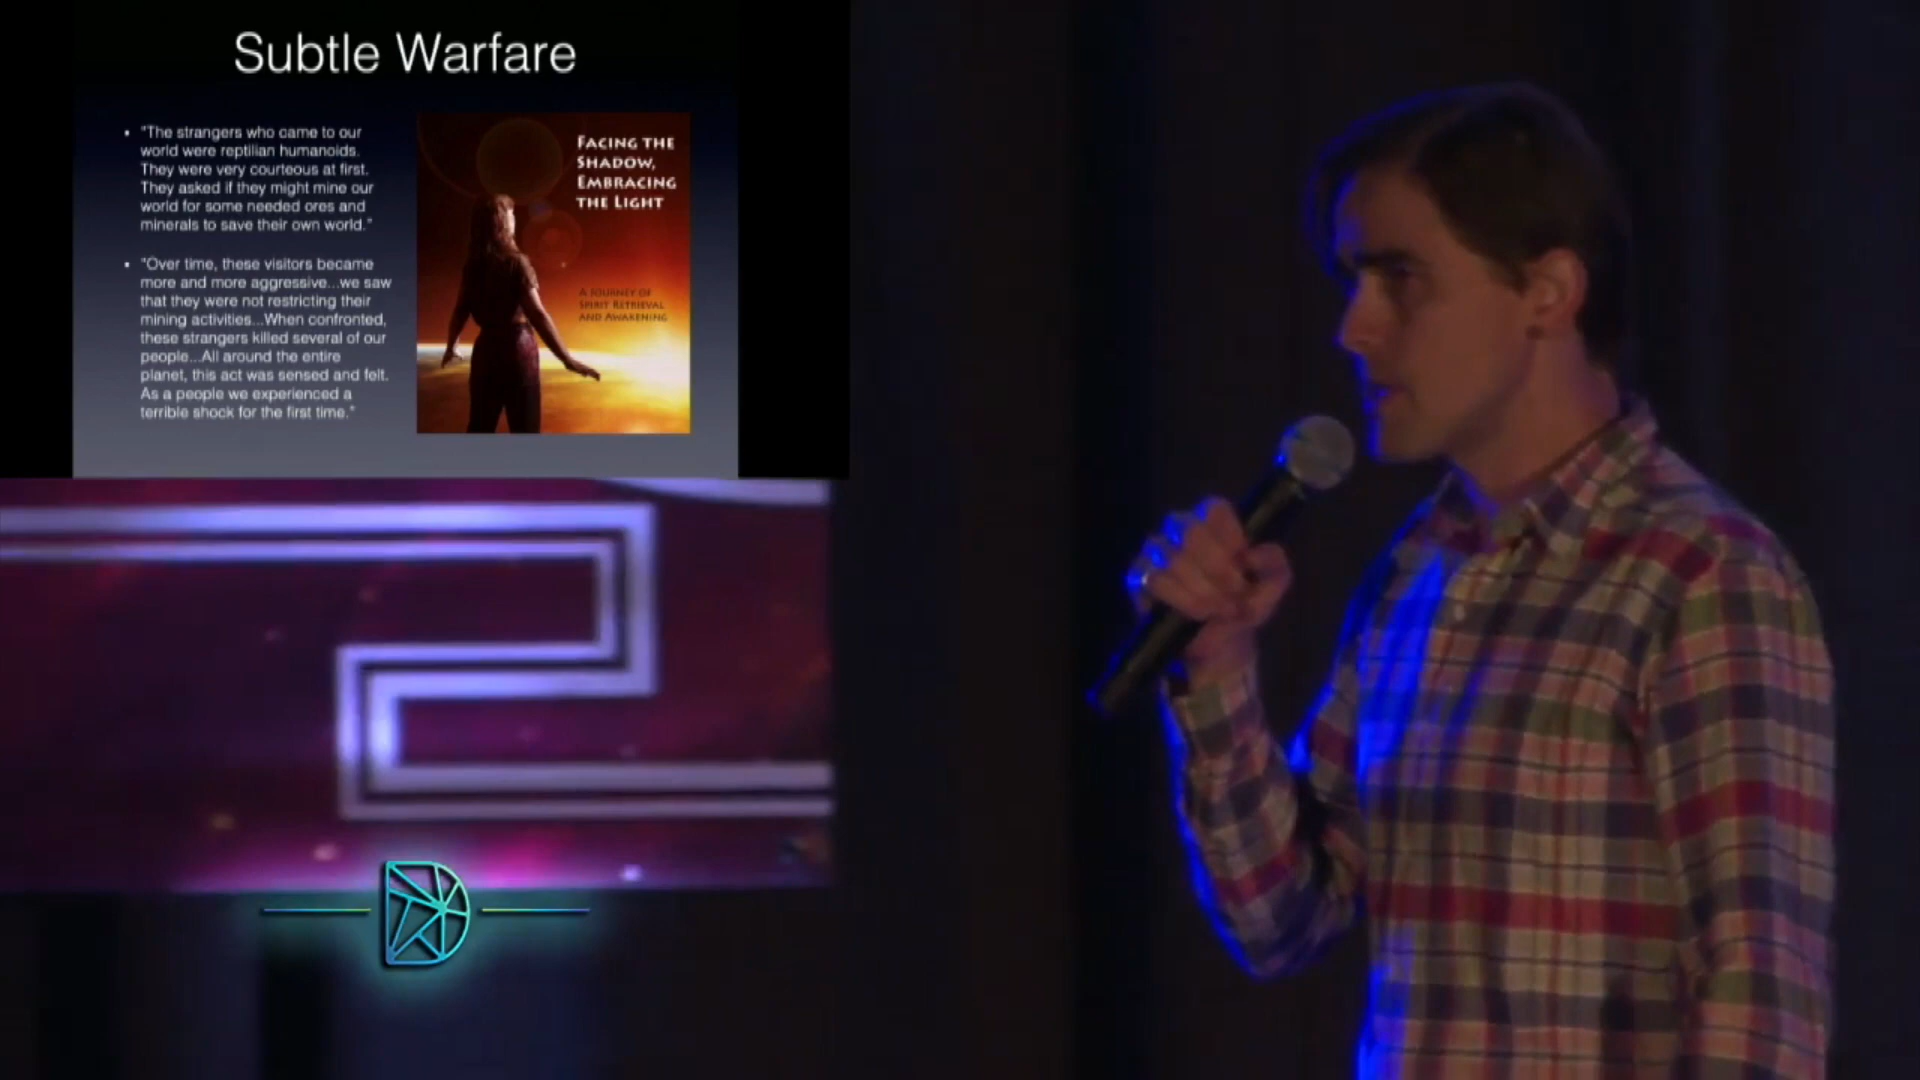 Subtle Warfare
• "The strangers who came to our
world were reptilian humanoids.
They were very courteous at first.
They asked if they might mine our
world for some needed ores and
minerals to save their own world."
• "Over time, these visitors became
more and more aggressive...we saw
that they were not restricting their
mining activities...When confronted,
these strangers killed several of our
people...All around the entire
planet, this act was sensed and felt.
As a people we experienced a
terrible shock for the first time."
FACING THE
SHADOW,
EMBRACING
THE LIGHT
A JOURNEY OF
SPIRIT RETRIEVAL
AND AWAKENING